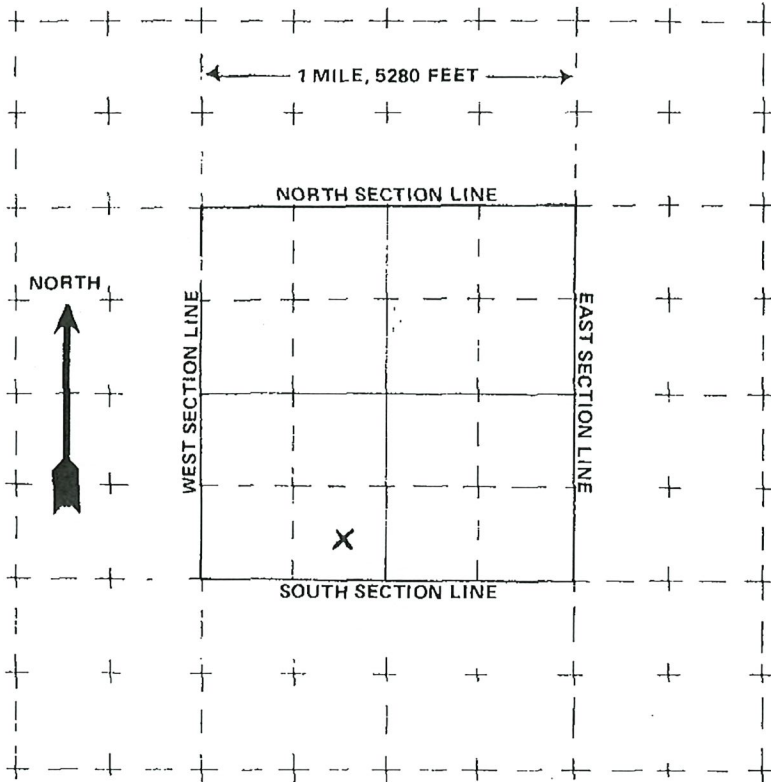 1 MILE, 5280 FEET
NORTH SECTION LINE
NORTH
WEST SECTION LINE
EAST SECTION LINE
X
SOUTH SECTION LINE